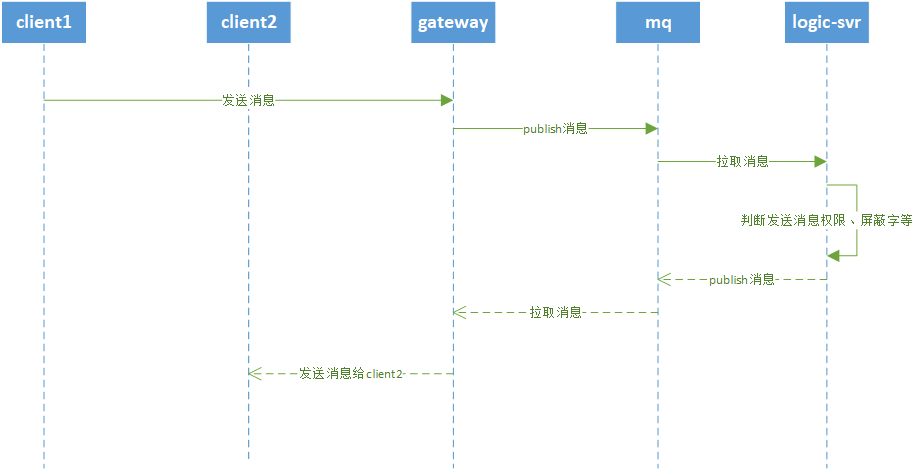 client1
client2
gateway
mq
logic-svr
发送消息
publish消息
拉取消息
判断发送消息权限、屏蔽字等
publish消息
拉取消息
发送消息给client2